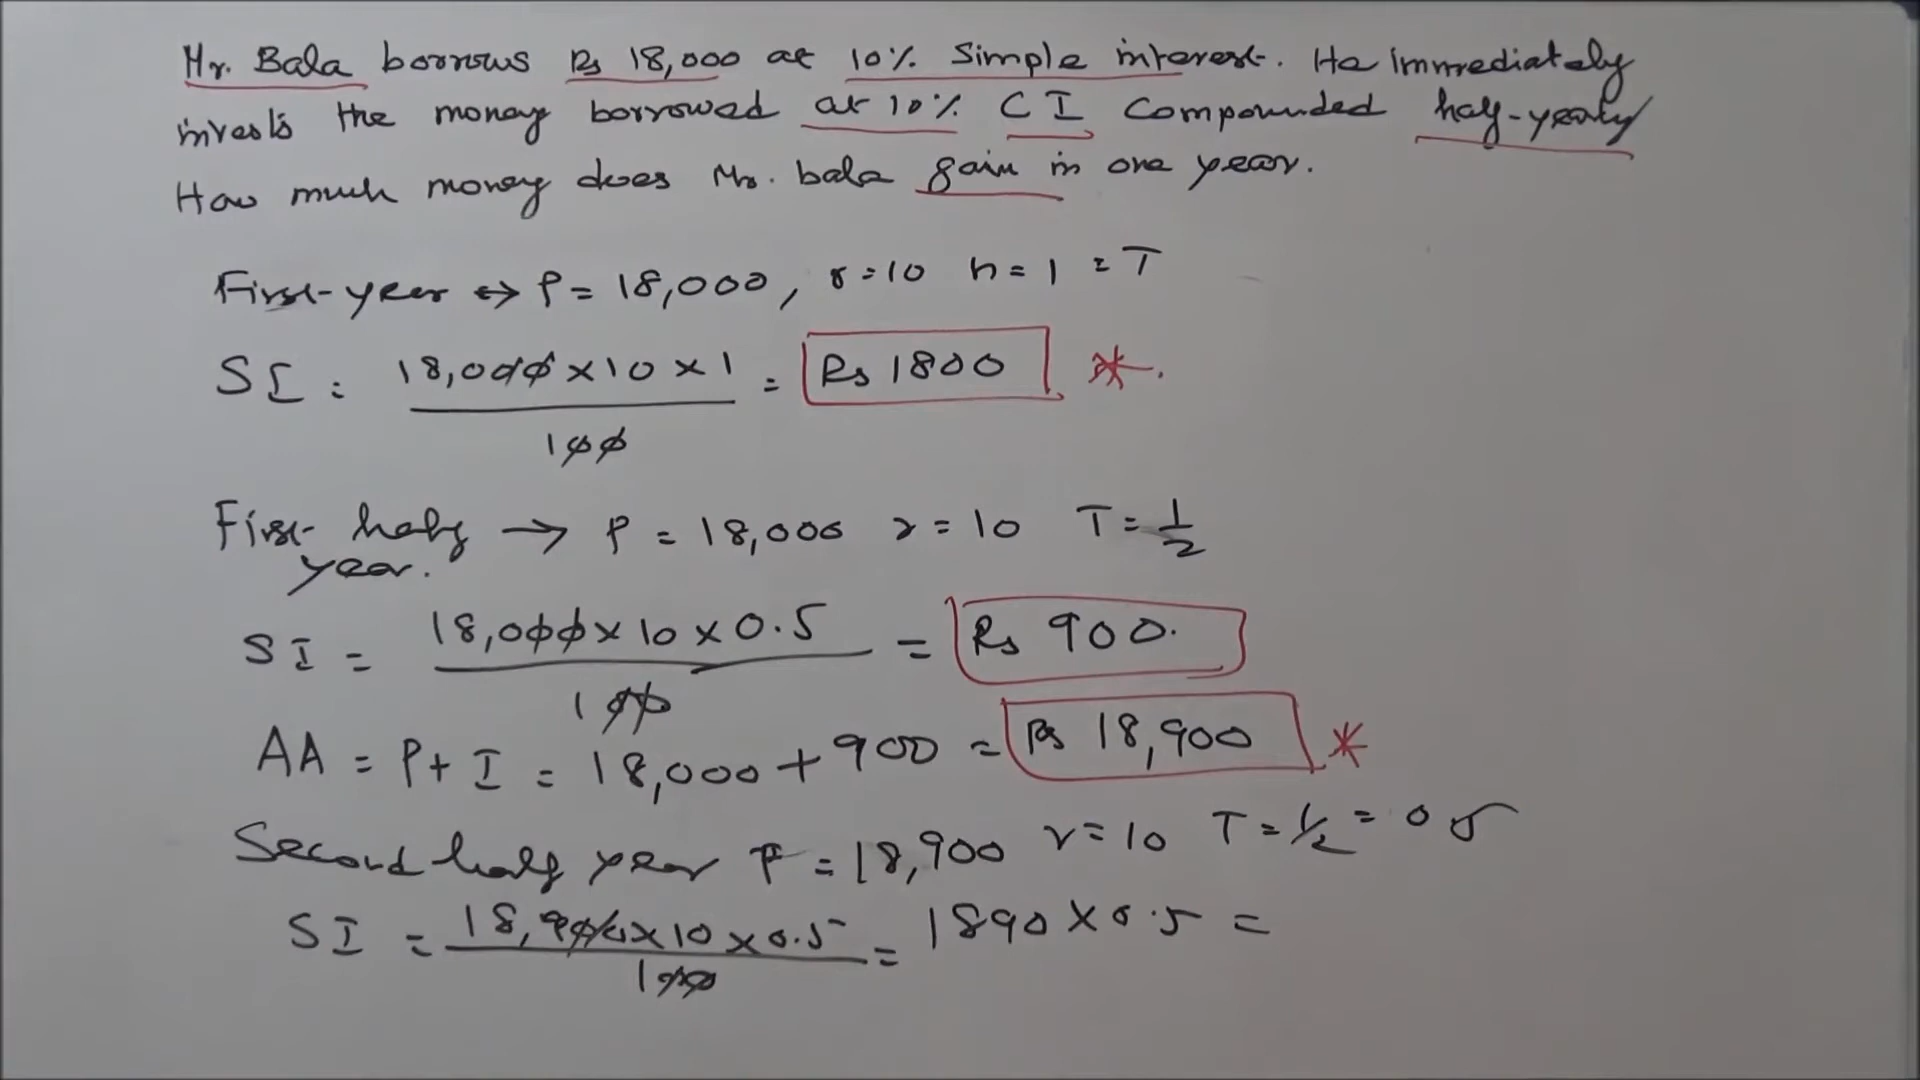 Mr. Bala borrows Rs 18,000 at 10% Simple interest. He immediately
invests the money borrowed at 10% CI compounded half-yearly
How much money does Mr. bala gain in one year.
First-year ↔ P = 18,000, r = 10 n = 1 = T
SI = 18,000 × 10 × 1 = Rs 1800 *.
100
First- half → P = 18,000 r = 10 T = 1/2
year.
SI = 18,000 × 10 × 0.5 = Rs 900.
100
AA = P + I = 18,000 + 900 = Rs 18,900 *
Second half year P = 18,900 r = 10 T = 1/2 = 0 5
SI = 18,900 × 10 × 0.5 = 1890 × 0.5 =
100